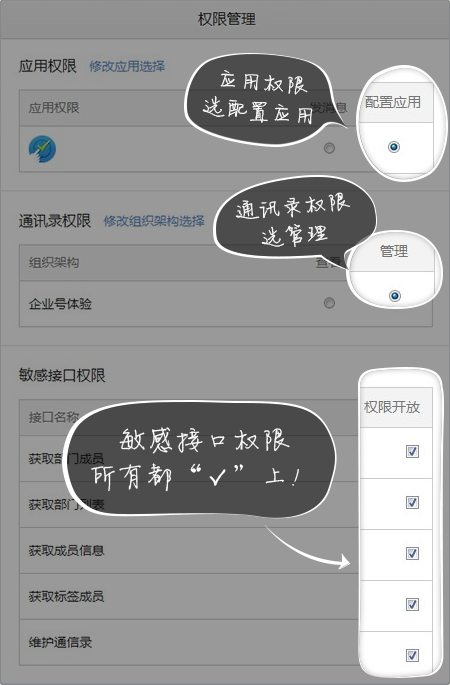 权限管理
应用权限 修改应用选择
应用权限
选配置应用
应用权限 发消息 配置应用
通讯录权限 修改组织架构选择
通讯录权限
选管理
组织架构 查看 管理
企业号体验
敏感接口权限
接口名称 权限开放
敏感接口权限
所有都“✓”上!
获取部门成员
获取部门列表
获取成员信息
获取标签成员
维护通信录